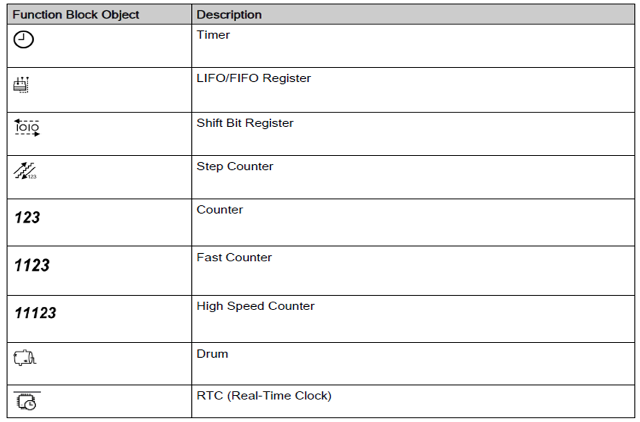 Function Block Object Description
Timer
LIFO/FIFO Register
1010 Shift Bit Register
123 Step Counter
123 Counter
1123 Fast Counter
11123 High Speed Counter
Drum
RTC (Real-Time Clock)